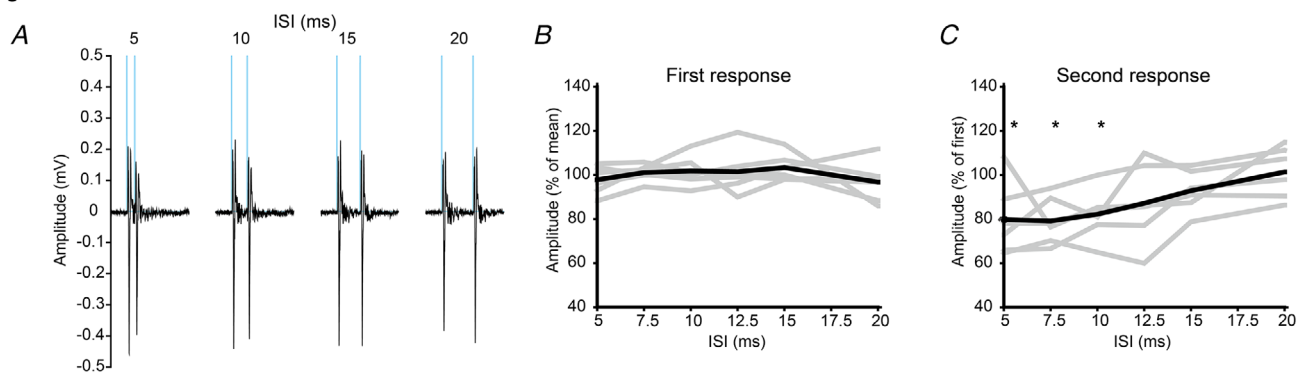 A
ISI (ms)
5 10 15 20
Amplitude (mV)
0.5
0.4
0.3
0.2
0.1
0
-0.1
-0.2
-0.3
-0.4
-0.5
B
First response
Amplitude (% of mean)
140
120
100
80
60
40
5 7.5 10 12.5 15 17.5 20
ISI (ms)
C
Second response
Amplitude (% of first)
140
120
100
80
60
40
* * *
5 7.5 10 12.5 15 17.5 20
ISI (ms)